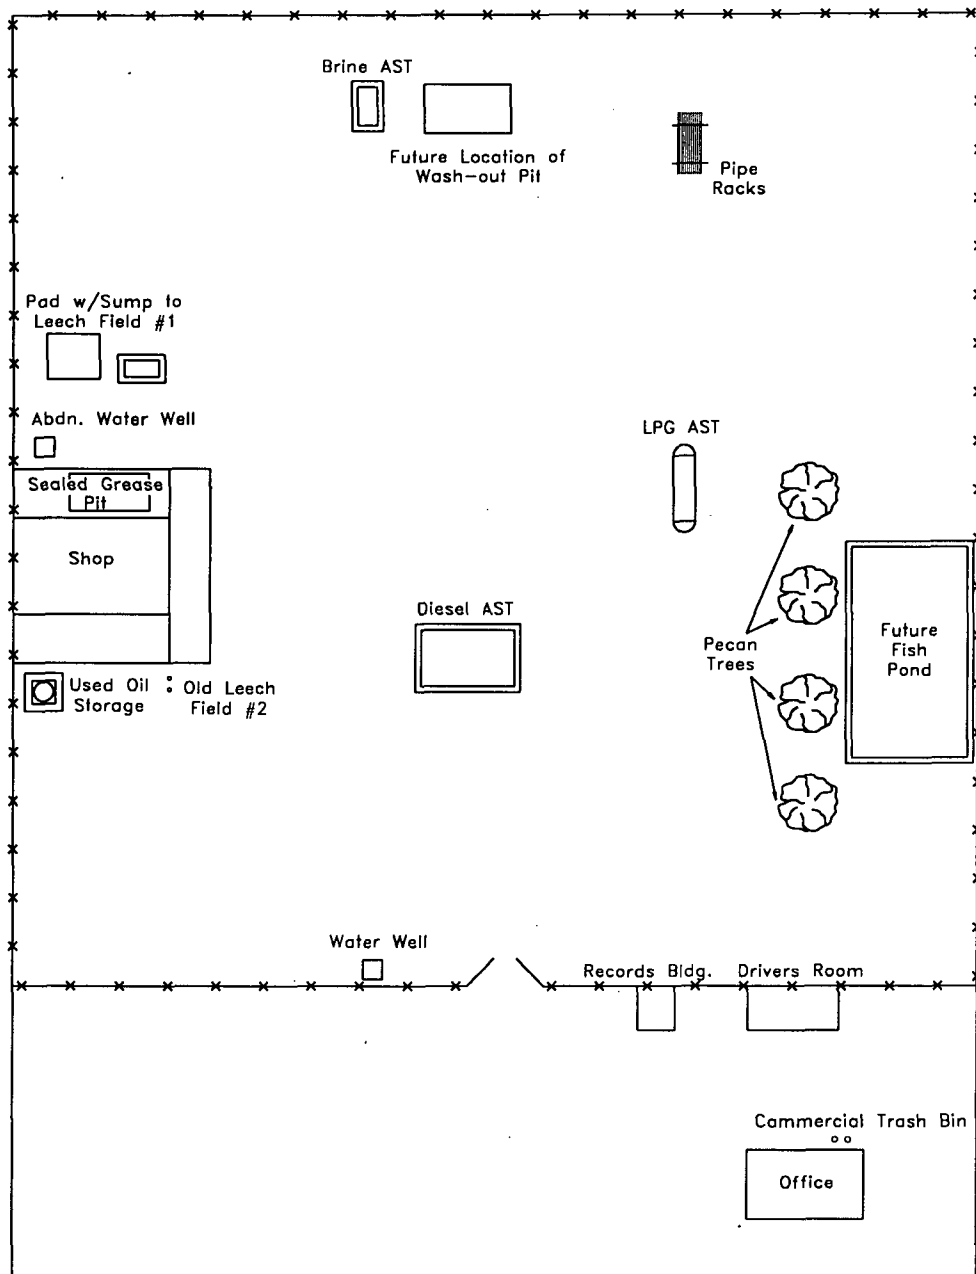 Brine AST
Future Location of
Wash-out Pit
Pipe
Racks
Pad w/Sump to
Leech Field #1
Abdn. Water Well
Sealed Grease
Pit
Shop
LPG AST
Diesel AST
Pecan
Trees
Future
Fish
Pond
Used Oil
Storage
Old Leech
Field #2
Water Well
Records Bldg.
Drivers Room
Commercial Trash Bin
Office